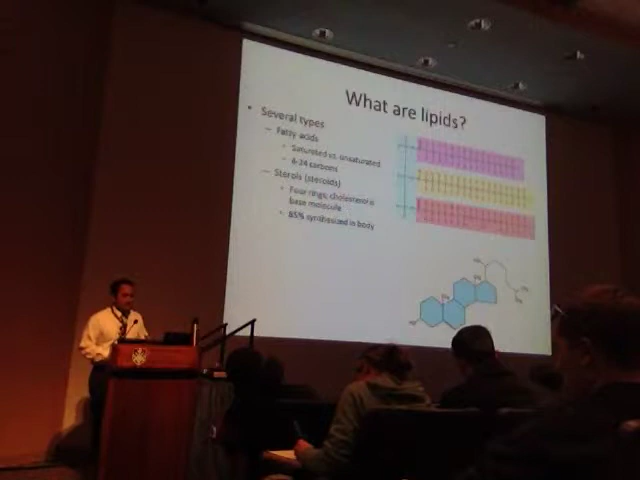 What are lipids?
• Several types
– Fatty acids
• Saturated vs. unsaturated
• 4-24 carbons
– Sterols (steroids)
• Four rings, cholesterol is
base molecule
• 85% synthesized in body